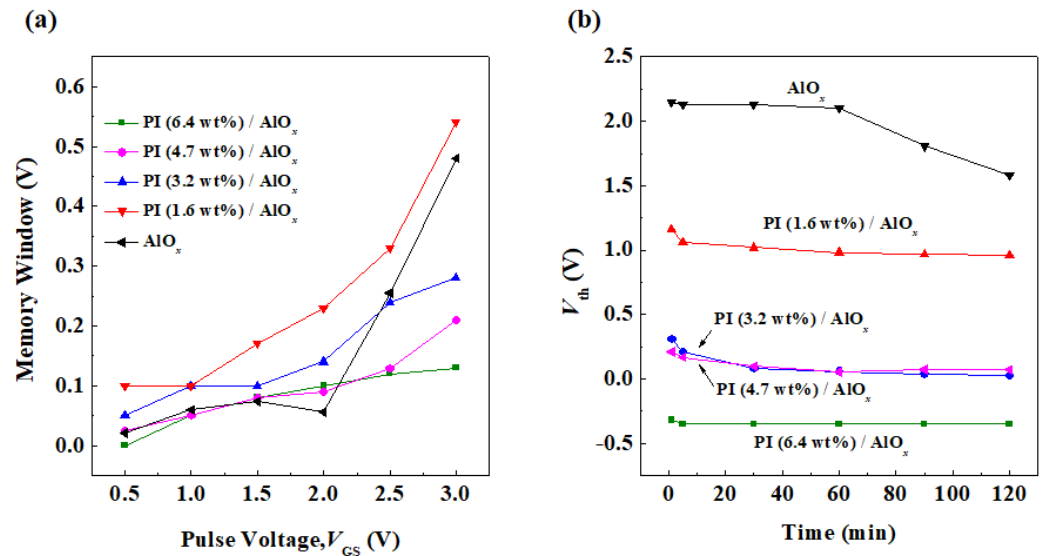 (a)
Memory Window (V)
0.6
0.5
0.4
0.3
0.2
0.1
0.0
PI (6.4 wt%) / AlOx
PI (4.7 wt%) / AlOx
PI (3.2 wt%) / AlOx
PI (1.6 wt%) / AlOx
AlOx
0.5 1.0 1.5 2.0 2.5 3.0
Pulse Voltage,VGS (V)
(b)
Vth (V)
2.5
2.0
1.5
1.0
0.5
0.0
−0.5
AlOx
PI (1.6 wt%) / AlOx
PI (3.2 wt%) / AlOx
PI (4.7 wt%) / AlOx
PI (6.4 wt%) / AlOx
0 20 40 60 80 100 120
Time (min)